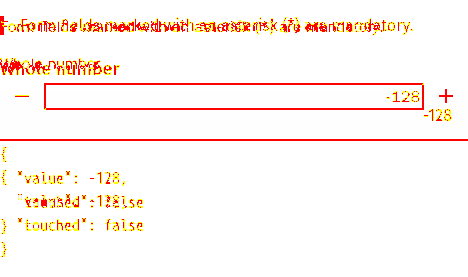 Form fields marked with an asterisk (*) are mandatory.
Whole number
− -128 +
-128
{
"value": -128,
"touched": false
}